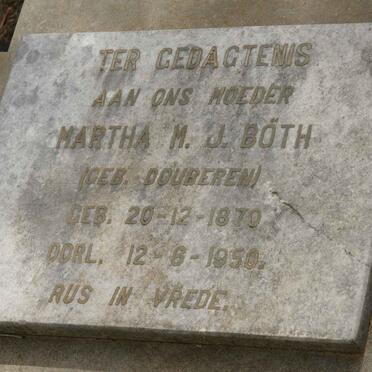 TER GEDAGTENIS
AAN ONS MOEDER
MARTHA M. J. BÖTH
(GEB. DOUBEREN)
GEB. 20-12-1879
OORL. 12-6-1950.
RUS IN VREDE.